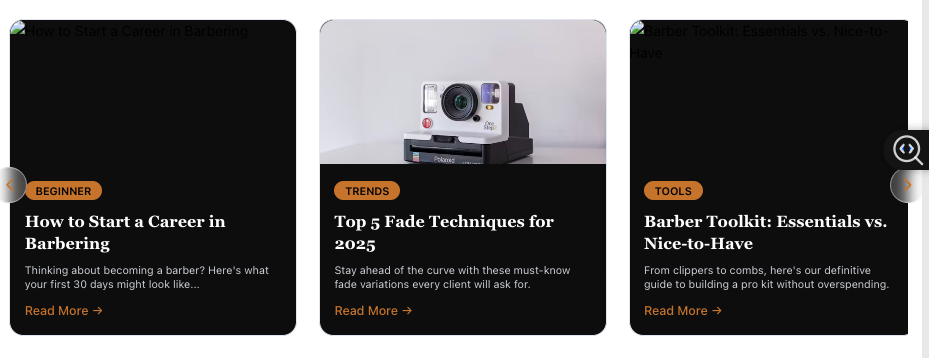 How to Start a Career in Barbering
BEGINNER
How to Start a Career in
Barbering
Thinking about becoming a barber? Here's what
your first 30 days might look like...
Read More →
One
Step
Polaroid
TRENDS
Top 5 Fade Techniques for
2025
Stay ahead of the curve with these must-know
fade variations every client will ask for.
Read More →
Barber Toolkit: Essentials vs. Nice-to-
Have
TOOLS
Barber Toolkit: Essentials vs.
Nice-to-Have
From clippers to combs, here's our definitive
guide to building a pro kit without overspending.
Read More →